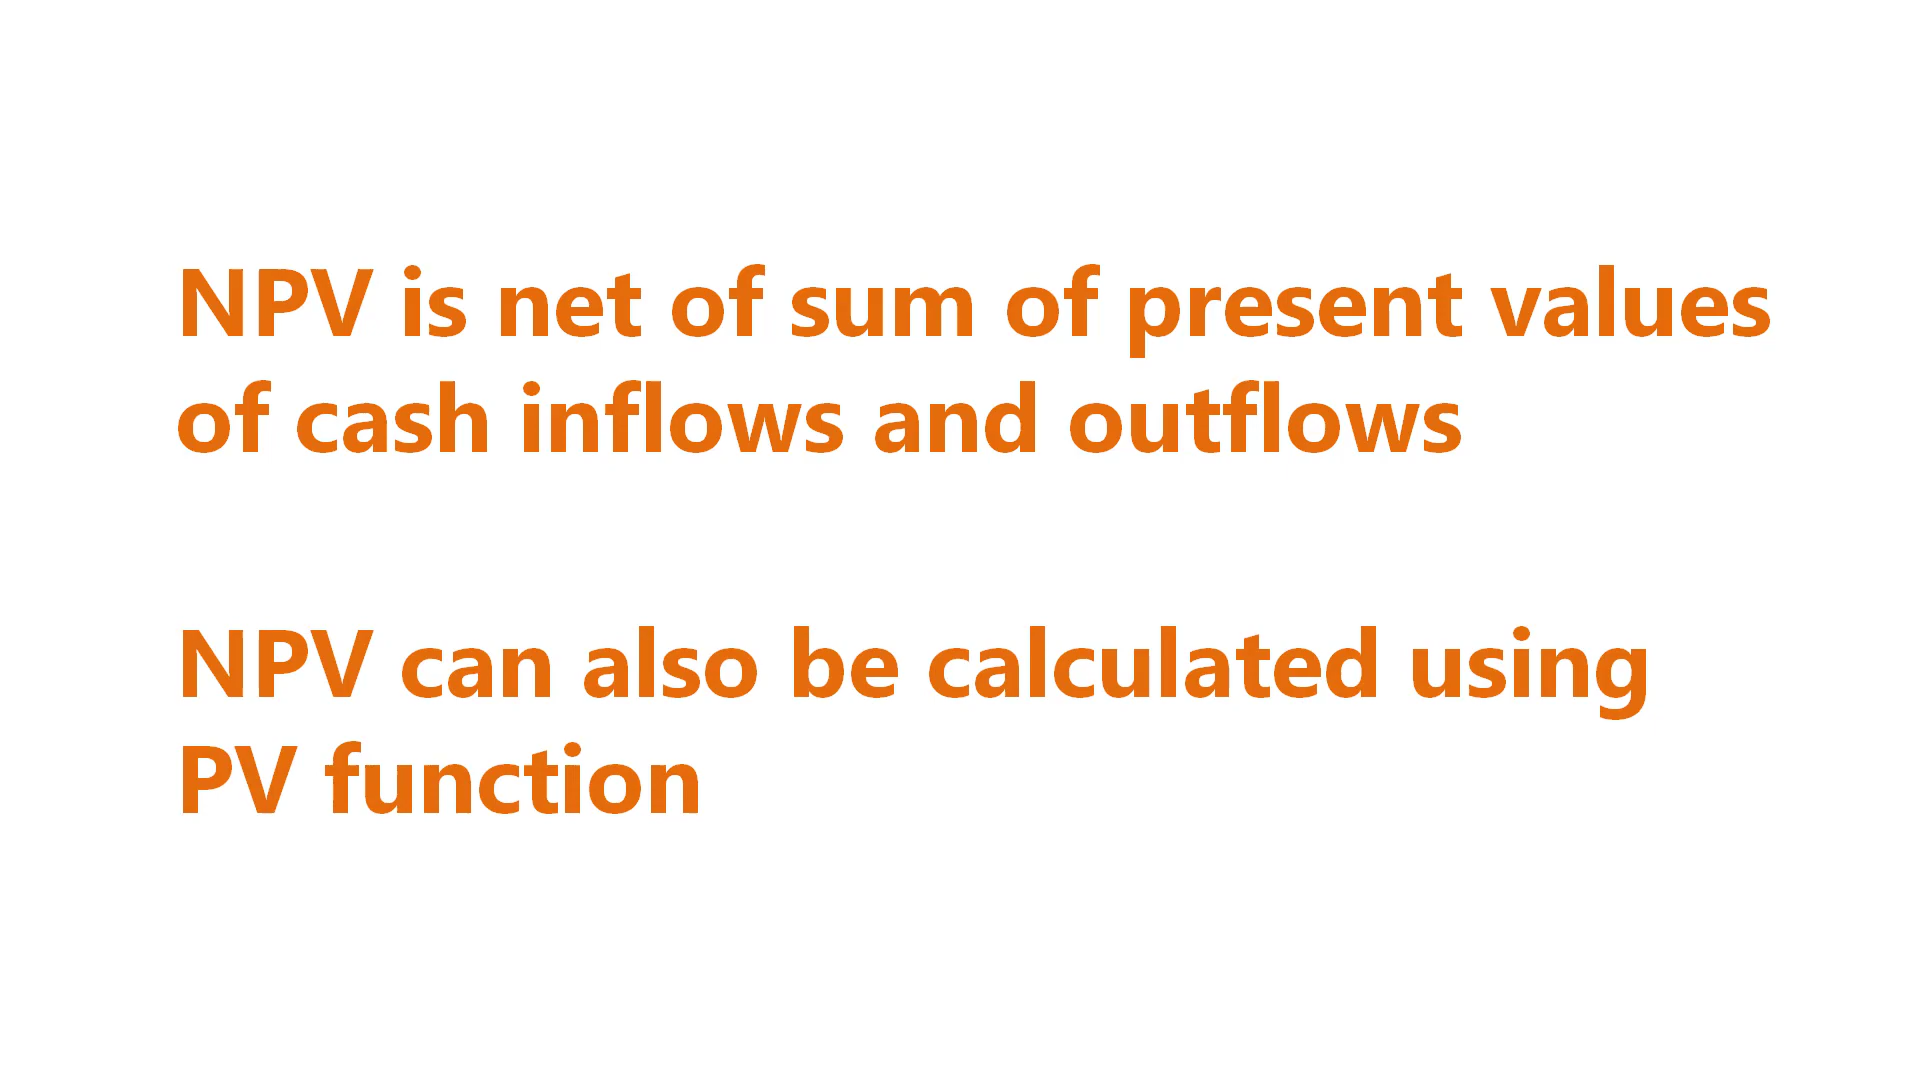 NPV is net of sum of present values
of cash inflows and outflows
NPV can also be calculated using
PV function